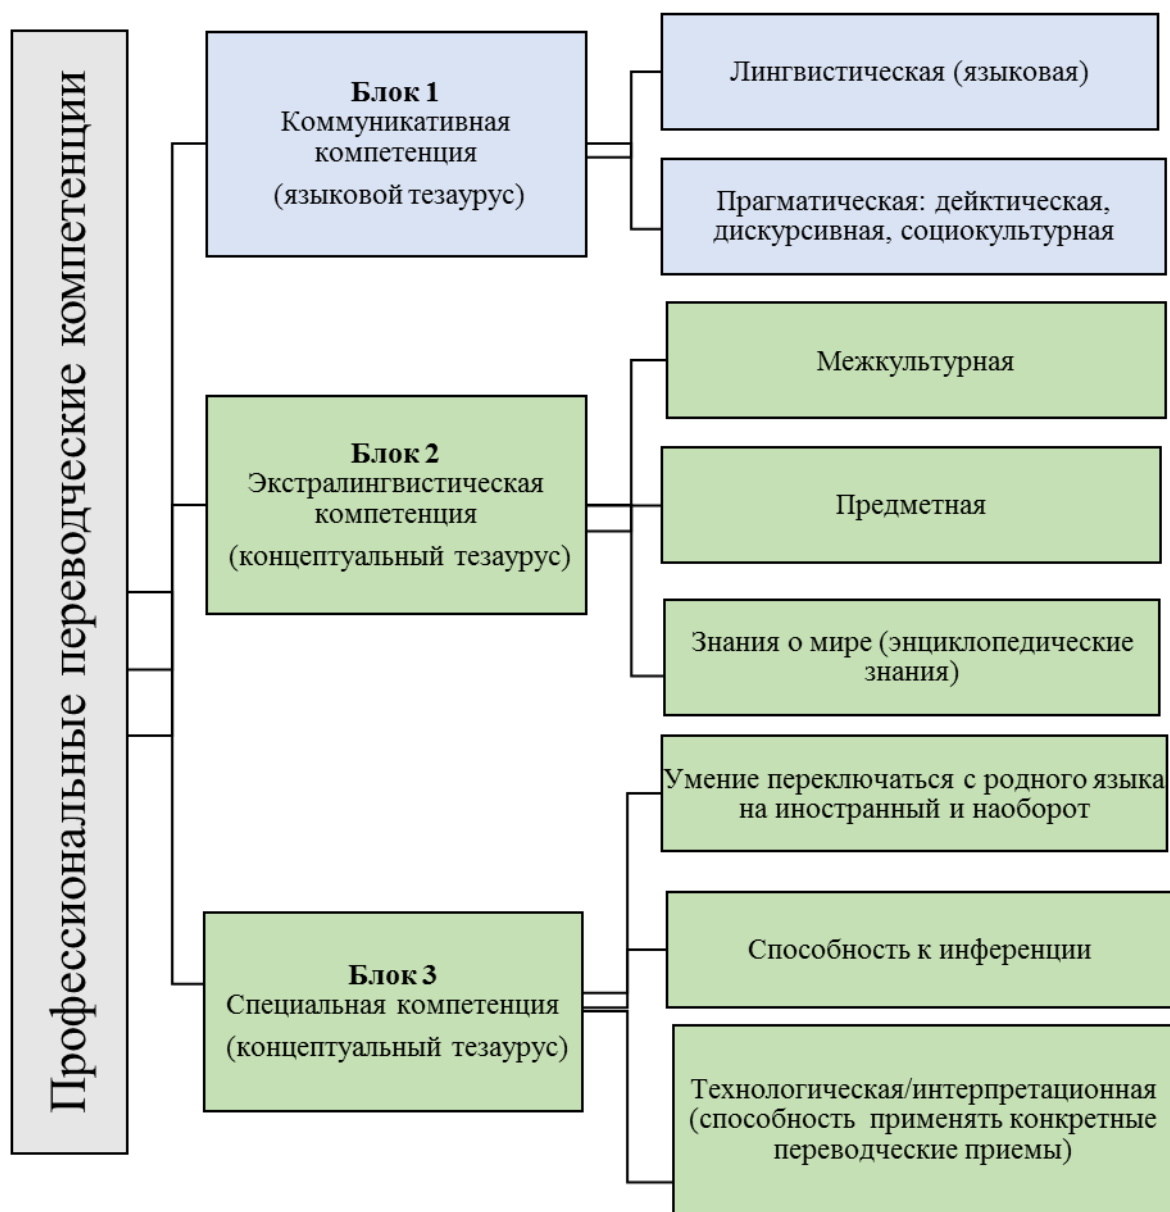 Профессиональные переводческие компетенции
Блок 1
Коммуникативная
компетенция
(языковой тезаурус)
Лингвистическая (языковая)
Прагматическая: дейктическая,
дискурсивная, социокультурная
Блок 2
Экстралингвистическая
компетенция
(концептуальный тезаурус)
Межкультурная
Предметная
Знания о мире (энциклопедические
знания)
Блок 3
Специальная компетенция
(концептуальный тезаурус)
Умение переключаться с родного языка
на иностранный и наоборот
Способность к инференции
Технологическая/интерпретационная
(способность применять конкретные
переводческие приемы)